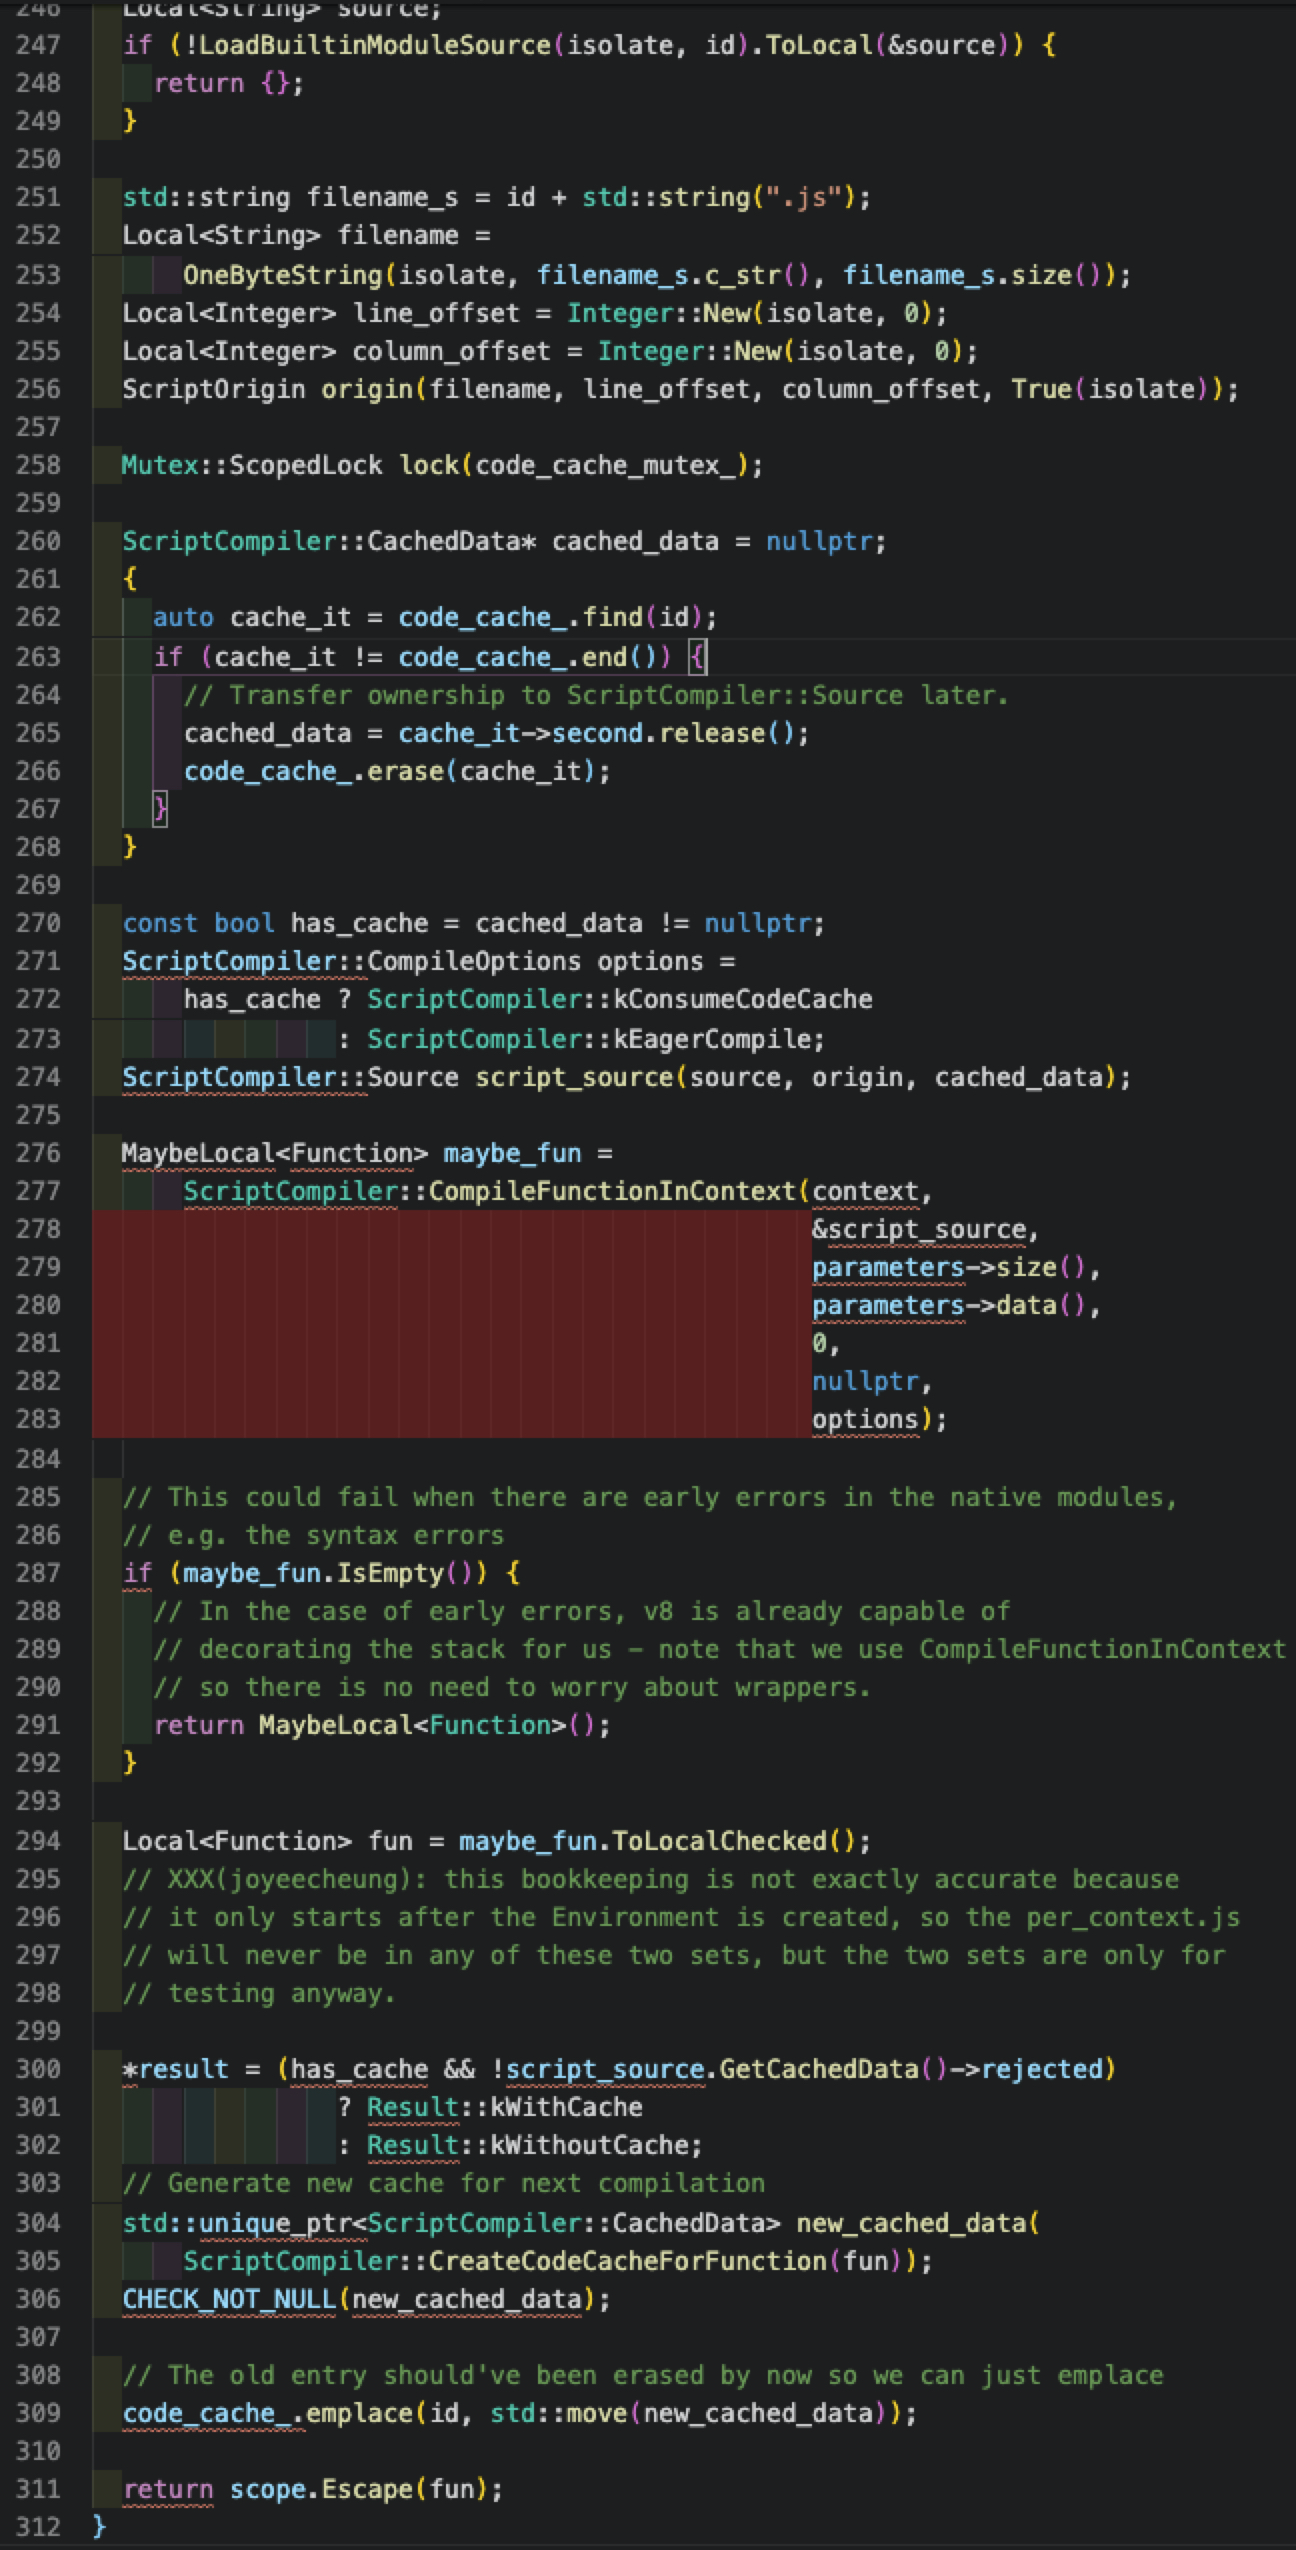 246 Local<String> source;
247 if (!LoadBuiltinModuleSource(isolate, id).ToLocal(&source)) {
248 return {};
249 }
250
251 std::string filename_s = id + std::string(".js");
252 Local<String> filename =
253 OneByteString(isolate, filename_s.c_str(), filename_s.size());
254 Local<Integer> line_offset = Integer::New(isolate, 0);
255 Local<Integer> column_offset = Integer::New(isolate, 0);
256 ScriptOrigin origin(filename, line_offset, column_offset, True(isolate));
257
258 Mutex::ScopedLock lock(code_cache_mutex_);
259
260 ScriptCompiler::CachedData* cached_data = nullptr;
261 {
262 auto cache_it = code_cache_.find(id);
263 if (cache_it != code_cache_.end()) {
264 // Transfer ownership to ScriptCompiler::Source later.
265 cached_data = cache_it->second.release();
266 code_cache_.erase(cache_it);
267 }
268 }
269
270 const bool has_cache = cached_data != nullptr;
271 ScriptCompiler::CompileOptions options =
272 has_cache ? ScriptCompiler::kConsumeCodeCache
273 : ScriptCompiler::kEagerCompile;
274 ScriptCompiler::Source script_source(source, origin, cached_data);
275
276 MaybeLocal<Function> maybe_fun =
277 ScriptCompiler::CompileFunctionInContext(context,
278 &script_source,
279 parameters->size(),
280 parameters->data(),
281 0,
282 nullptr,
283 options);
284
285 // This could fail when there are early errors in the native modules,
286 // e.g. the syntax errors
287 if (maybe_fun.IsEmpty()) {
288 // In the case of early errors, v8 is already capable of
289 // decorating the stack for us - note that we use CompileFunctionInContext
290 // so there is no need to worry about wrappers.
291 return MaybeLocal<Function>();
292 }
293
294 Local<Function> fun = maybe_fun.ToLocalChecked();
295 // XXX(joyeecheung): this bookkeeping is not exactly accurate because
296 // it only starts after the Environment is created, so the per_context.js
297 // will never be in any of these two sets, but the two sets are only for
298 // testing anyway.
299
300 *result = (has_cache && !script_source.GetCachedData()->rejected)
301 ? Result::kWithCache
302 : Result::kWithoutCache;
303 // Generate new cache for next compilation
304 std::unique_ptr<ScriptCompiler::CachedData> new_cached_data(
305 ScriptCompiler::CreateCodeCacheForFunction(fun));
306 CHECK_NOT_NULL(new_cached_data);
307
308 // The old entry should've been erased by now so we can just emplace
309 code_cache_.emplace(id, std::move(new_cached_data));
310
311 return scope.Escape(fun);
312 }